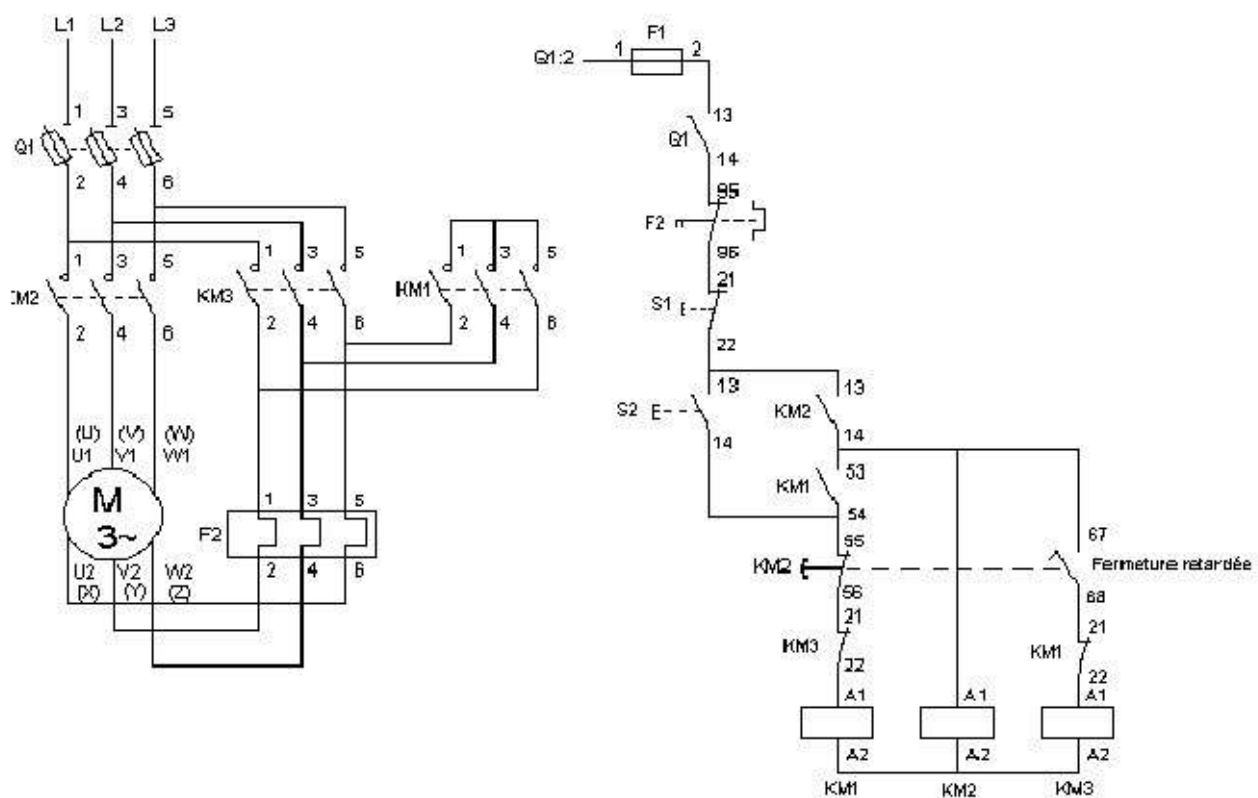 L1 L2 L3
1 3 5
Q1
2 4 6
1 3 5
KM2
2 4 6
1 3 5
KM3
2 4 6
1 3 5
KM1
2 4 6
(U) (V) (W)
U1 V1 W1
M
3~
U2 V2 W2
(X) (Y) (Z)
1 3 5
F2
2 4 6
F1
Q1:2 1 2
13
Q1
14
95
F2
96
21
S1 E
22
13 13
S2 E KM2
14 14
53
KM1
54
55 67
KM2 Fermeture retardée
56 68
21 21
KM3 KM1
22 22
A1 A1 A1
A2 A2 A2
KM1 KM2 KM3